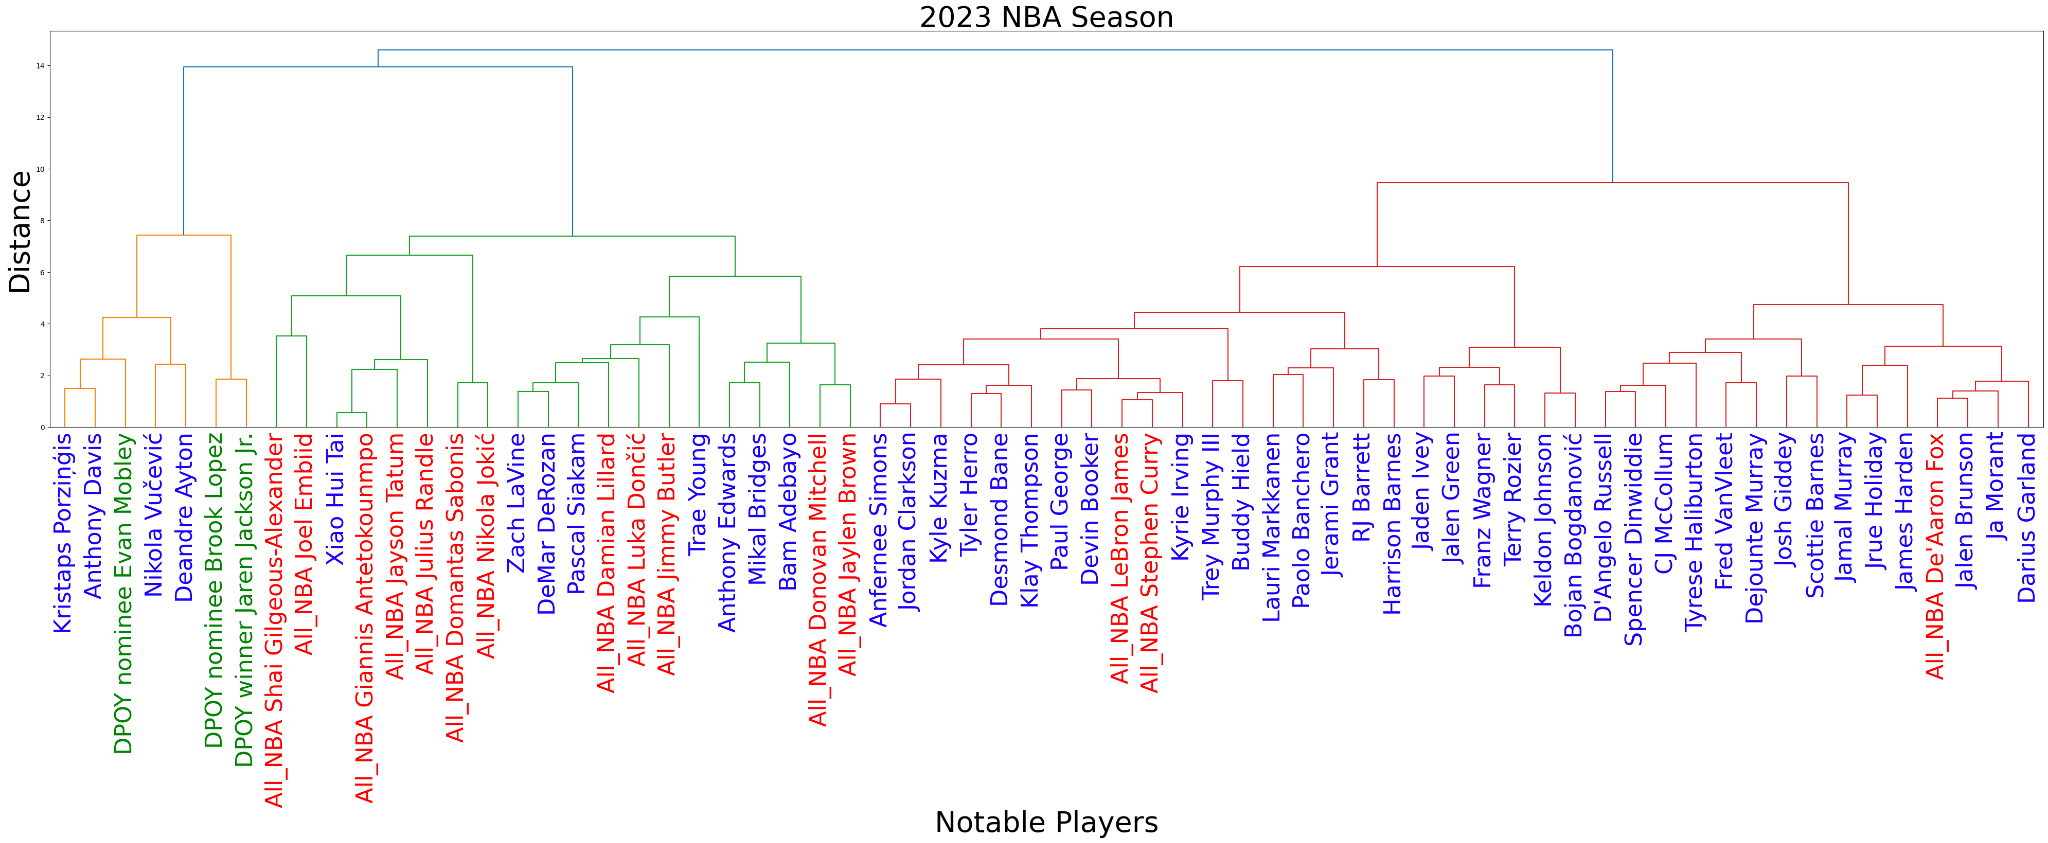 2023 NBA Season
Distance
14
12
10
8
6
4
2
0
Kristaps Porziņģis
Anthony Davis
DPOY nominee Evan Mobley
Nikola Vučević
Deandre Ayton
DPOY nominee Brook Lopez
DPOY winner Jaren Jackson Jr.
All_NBA Shai Gilgeous-Alexander
All_NBA Joel Embiid
Xiao Hui Tai
All_NBA Giannis Antetokounmpo
All_NBA Jayson Tatum
All_NBA Julius Randle
All_NBA Domantas Sabonis
All_NBA Nikola Jokić
Zach LaVine
DeMar DeRozan
Pascal Siakam
All_NBA Damian Lillard
All_NBA Luka Dončić
All_NBA Jimmy Butler
Trae Young
Anthony Edwards
Mikal Bridges
Bam Adebayo
All_NBA Donovan Mitchell
All_NBA Jaylen Brown
Anfernee Simons
Jordan Clarkson
Kyle Kuzma
Tyler Herro
Desmond Bane
Klay Thompson
Paul George
Devin Booker
All_NBA LeBron James
All_NBA Stephen Curry
Kyrie Irving
Trey Murphy III
Buddy Hield
Lauri Markkanen
Paolo Banchero
Jerami Grant
RJ Barrett
Harrison Barnes
Jaden Ivey
Jalen Green
Franz Wagner
Terry Rozier
Keldon Johnson
Bojan Bogdanović
D'Angelo Russell
Spencer Dinwiddie
CJ McCollum
Tyrese Haliburton
Fred VanVleet
Dejounte Murray
Josh Giddey
Scottie Barnes
Jamal Murray
Jrue Holiday
James Harden
All_NBA De'Aaron Fox
Jalen Brunson
Ja Morant
Darius Garland
Notable Players